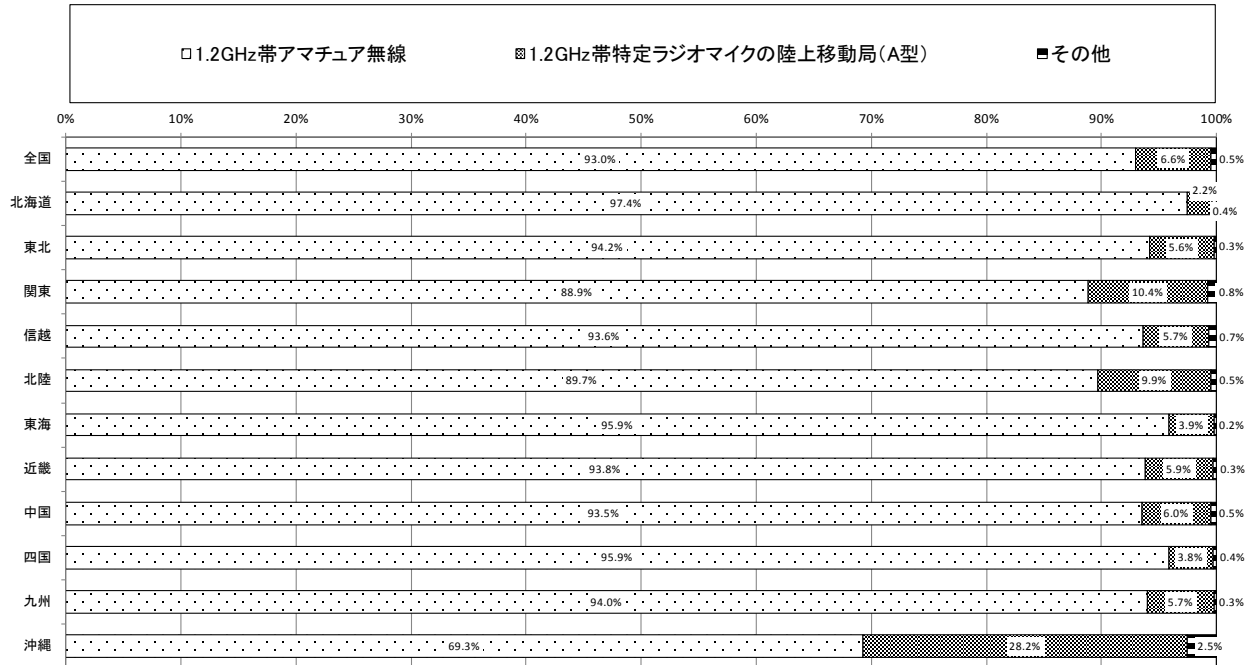 1.2GHz帯アマチュア無線 1.2GHz帯特定ラジオマイクの陸上移動局(A型) その他
0% 10% 20% 30% 40% 50% 60% 70% 80% 90% 100%
全国 93.0% 6.6% 0.5%
北海道 97.4% 2.2% 0.4%
東北 94.2% 5.6% 0.3%
関東 88.9% 10.4% 0.8%
信越 93.6% 5.7% 0.7%
北陸 89.7% 9.9% 0.5%
東海 95.9% 3.9% 0.2%
近畿 93.8% 5.9% 0.3%
中国 93.5% 6.0% 0.5%
四国 95.9% 3.8% 0.4%
九州 94.0% 5.7% 0.3%
沖縄 69.3% 28.2% 2.5%